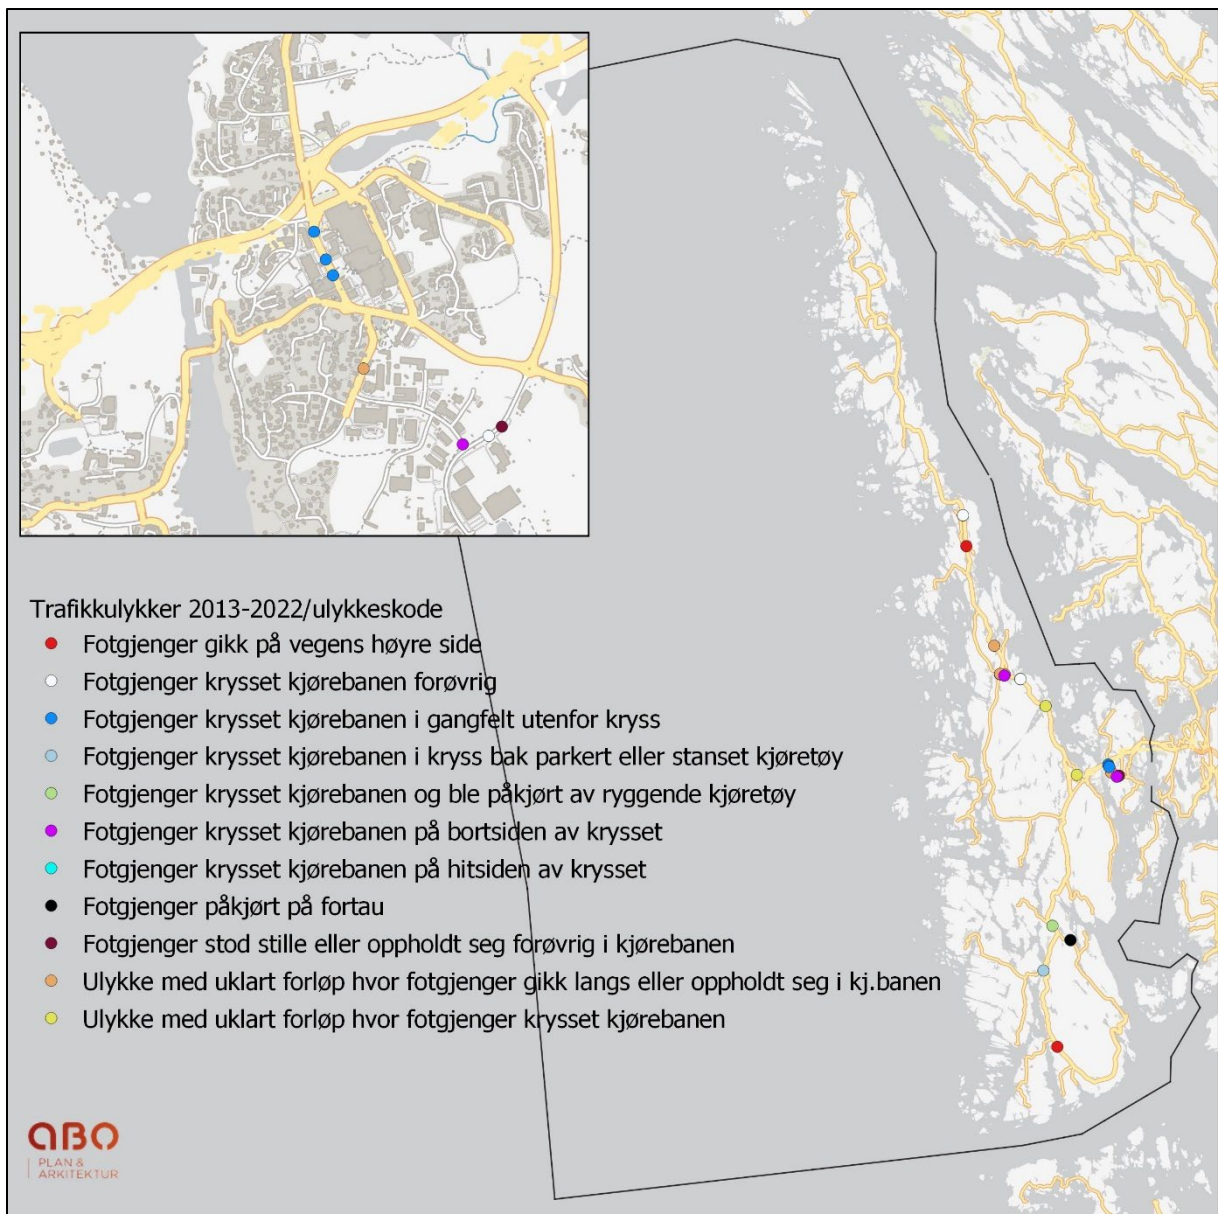 Trafikkulykker 2013-2022/ulykkeskode
Fotgjenger gikk på vegens høyre side
Fotgjenger krysset kjørebanen forøvrig
Fotgjenger krysset kjørebanen i gangfelt utenfor kryss
Fotgjenger krysset kjørebanen i kryss bak parkert eller stanset kjøretøy
Fotgjenger krysset kjørebanen og ble påkjørt av ryggende kjøretøy
Fotgjenger krysset kjørebanen på bortsiden av krysset
Fotgjenger krysset kjørebanen på hitsiden av krysset
Fotgjenger påkjørt på fortau
Fotgjenger stod stille eller oppholdt seg forøvrig i kjørebanen
Ulykke med uklart forløp hvor fotgjenger gikk langs eller oppholdt seg i kj.banen
Ulykke med uklart forløp hvor fotgjenger krysset kjørebanen
ABO
PLAN &
ARKITEKTUR